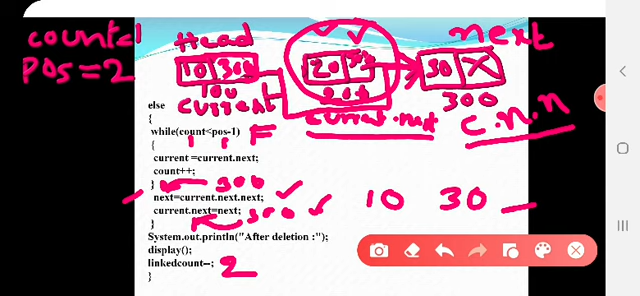 count=1
pos=2
Head
next
10 300
20 300
30 X
100
200
300
current
current.next
c.n.n
else
{
while(count<pos-1) F
1 1
{
current =current.next;
count++;
}
300
next=current.next.next;
current.next=next;
300
10 30
}
System.out.println("After deletion :");
display();
linkedcount--; 2
}